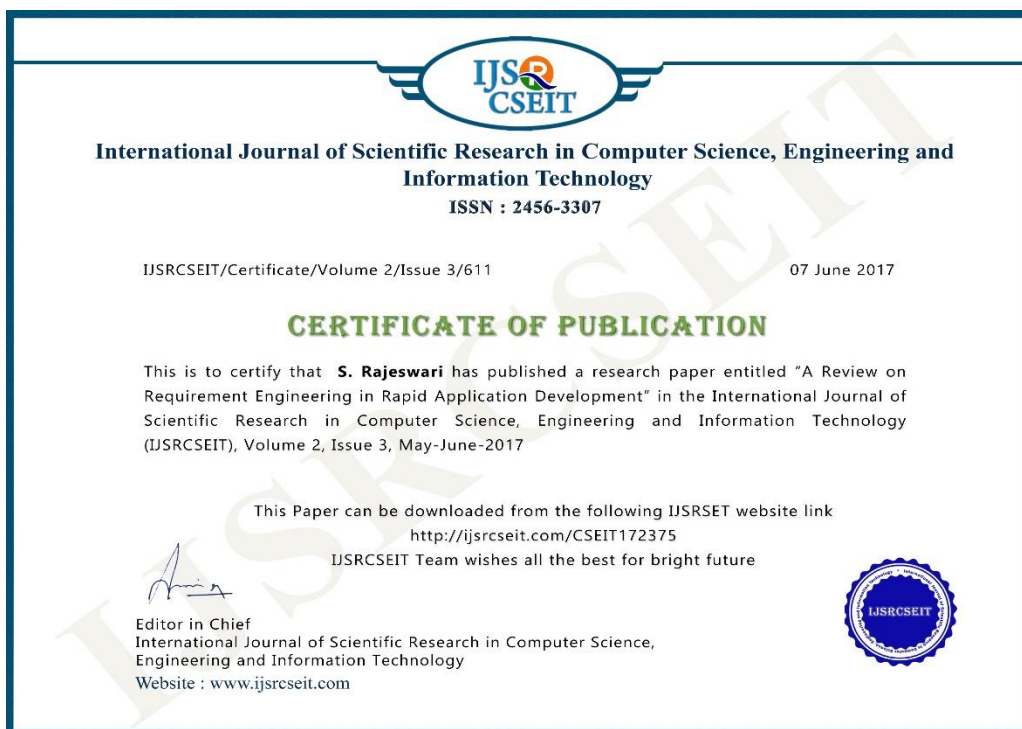 IJSR
CSEIT
International Journal of Scientific Research in Computer Science, Engineering and
Information Technology
ISSN : 2456-3307
IJSRCSEIT/Certificate/Volume 2/Issue 3/611
07 June 2017
CERTIFICATE OF PUBLICATION
This is to certify that S. Rajeswari has published a research paper entitled “A Review on
Requirement Engineering in Rapid Application Development” in the International Journal of
Scientific Research in Computer Science, Engineering and Information Technology
(IJSRCSEIT), Volume 2, Issue 3, May-June-2017
This Paper can be downloaded from the following IJSRSET website link
http://ijsrcseit.com/CSEIT172375
IJSRCSEIT Team wishes all the best for bright future
Editor in Chief
International Journal of Scientific Research in Computer Science,
Engineering and Information Technology
Website : www.ijsrcseit.com
IJSRCSEIT
IJSRCSEIT